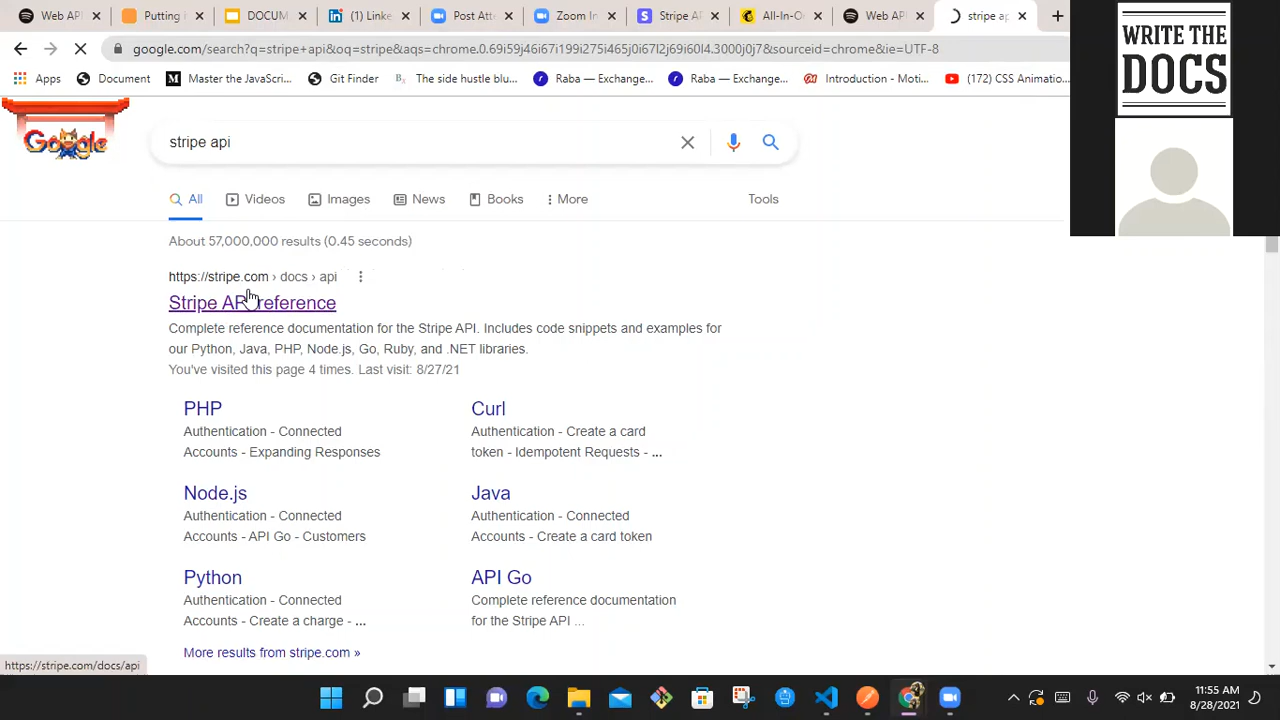 Web AP
Putting i
DOCUM
(1) Linke
Post Atte
Zoom In
Stripe AP
All-In-O
Web AP
stripe ap
google.com/search?q=stripe+api&oq=stripe&aqs=chrome.0.69i59j46i67i199i275i465j0i67l2j69i60l4.3000j0j7&sourceid=chrome&ie=UTF-8
Apps
Document
Master the JavaScri...
Git Finder
The side hustle blu...
Raba — Exchange...
Raba — Exchange...
Introduction - Moti...
(172) CSS Animatio...
WRITE THE
DOCS
Google
stripe api
All
Videos
Images
News
Books
More
Tools
About 57,000,000 results (0.45 seconds)
https://stripe.com › docs › api
Stripe API reference
Complete reference documentation for the Stripe API. Includes code snippets and examples for
our Python, Java, PHP, Node.js, Go, Ruby, and .NET libraries.
You've visited this page 4 times. Last visit: 8/27/21
PHP
Authentication - Connected
Accounts - Expanding Responses
Curl
Authentication - Create a card
token - Idempotent Requests - ...
Node.js
Authentication - Connected
Accounts - API Go - Customers
Java
Authentication - Connected
Accounts - Create a card token
Python
Authentication - Connected
Accounts - Create a charge - ...
API Go
Complete reference documentation
for the Stripe API ...
More results from stripe.com »
https://stripe.com/docs/api
11:55 AM
8/28/2021